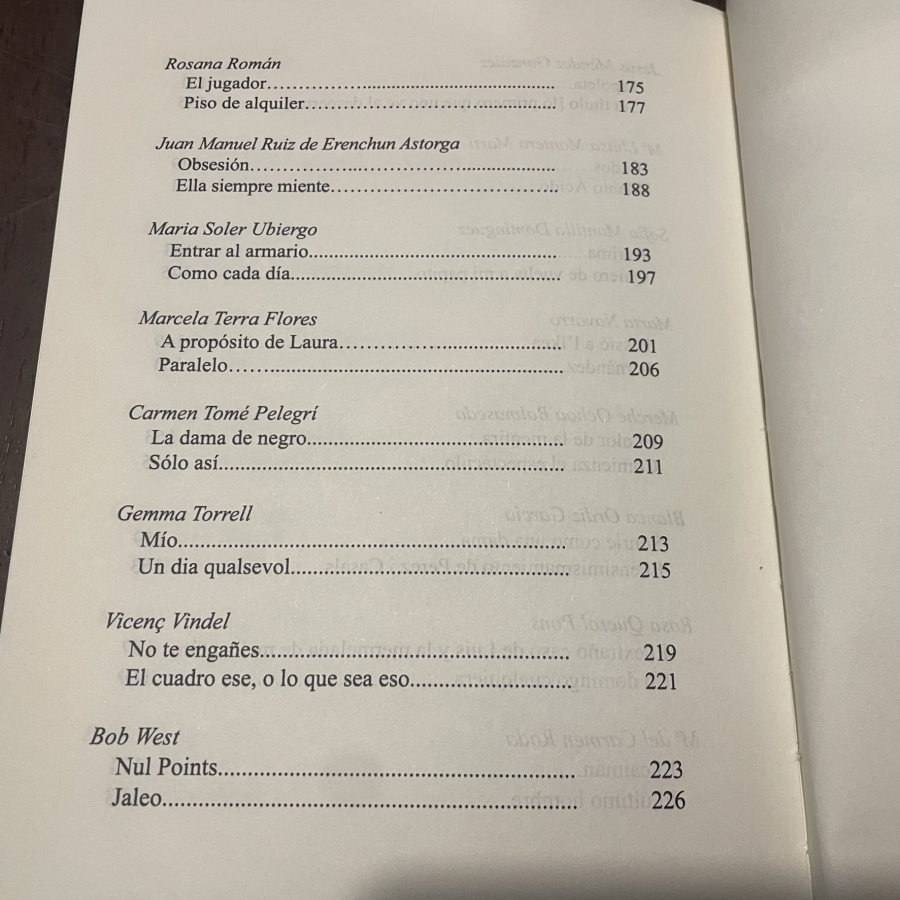 Rosana Román
El jugador........................................................ 175
Piso de alquiler.................................................. 177
Juan Manuel Ruiz de Erenchun Astorga
Obsesión.......................................................... 183
Ella siempre miente............................................... 188
Maria Soler Ubiergo
Entrar al armario................................................. 193
Como cada día..................................................... 197
Marcela Terra Flores
A propósito de Laura.............................................. 201
Paralelo.......................................................... 206
Carmen Tomé Pelegrí
La dama de negro.................................................. 209
Sólo así.......................................................... 211
Gemma Torrell
Mío............................................................... 213
Un dia qualsevol.................................................. 215
Vicenç Vindel
No te engañes..................................................... 219
El cuadro ese, o lo que sea eso................................... 221
Bob West
Nul Points........................................................ 223
Jaleo............................................................. 226